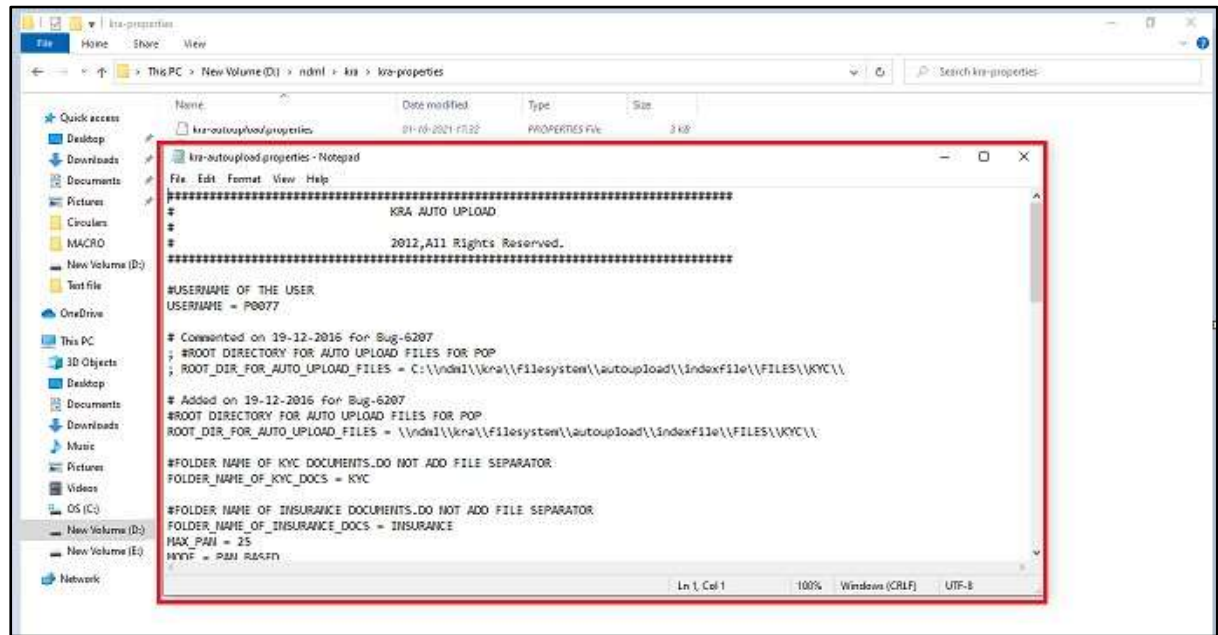 kra-properties
File Home Share View
This PC > New Volume (D:) > ndml > kra > kra-properties
Search kra-properties
Name Date modified Type Size
kra-autoupload.properties 01-10-2021 17:32 PROPERTIES File 3 KB
Quick access
Desktop
Downloads
Documents
Pictures
Circulars
MACRO
New Volume (D:)
Text file
OneDrive
This PC
3D Objects
Desktop
Documents
Downloads
Music
Pictures
Videos
OS (C:)
New Volume (D:)
New Volume (E:)
Network
kra-autoupload.properties - Notepad
File Edit Format View Help
####################################################################
# KRA AUTO UPLOAD
#
# 2012,All Rights Reserved.
####################################################################
#USERNAME OF THE USER
USERNAME = P0077
# Commented on 19-12-2016 for Bug-6207
; #ROOT DIRECTORY FOR AUTO UPLOAD FILES FOR POP
; ROOT_DIR_FOR_AUTO_UPLOAD_FILES = C:\\ndml\\kra\\filesystem\\autoupload\\indexfile\\FILES\\KYC\\
# Added on 19-12-2016 for Bug-6207
#ROOT DIRECTORY FOR AUTO UPLOAD FILES FOR POP
ROOT_DIR_FOR_AUTO_UPLOAD_FILES = \\ndml\\kra\\filesystem\\autoupload\\indexfile\\FILES\\KYC\\
#FOLDER NAME OF KYC DOCUMENTS.DO NOT ADD FILE SEPARATOR
FOLDER_NAME_OF_KYC_DOCS = KYC
#FOLDER NAME OF INSURANCE DOCUMENTS.DO NOT ADD FILE SEPARATOR
FOLDER_NAME_OF_INSURANCE_DOCS = INSURANCE
MAX_PAN = 25
MODE = PAN_BASED
Ln 1, Col 1 100% Windows (CRLF) UTF-8